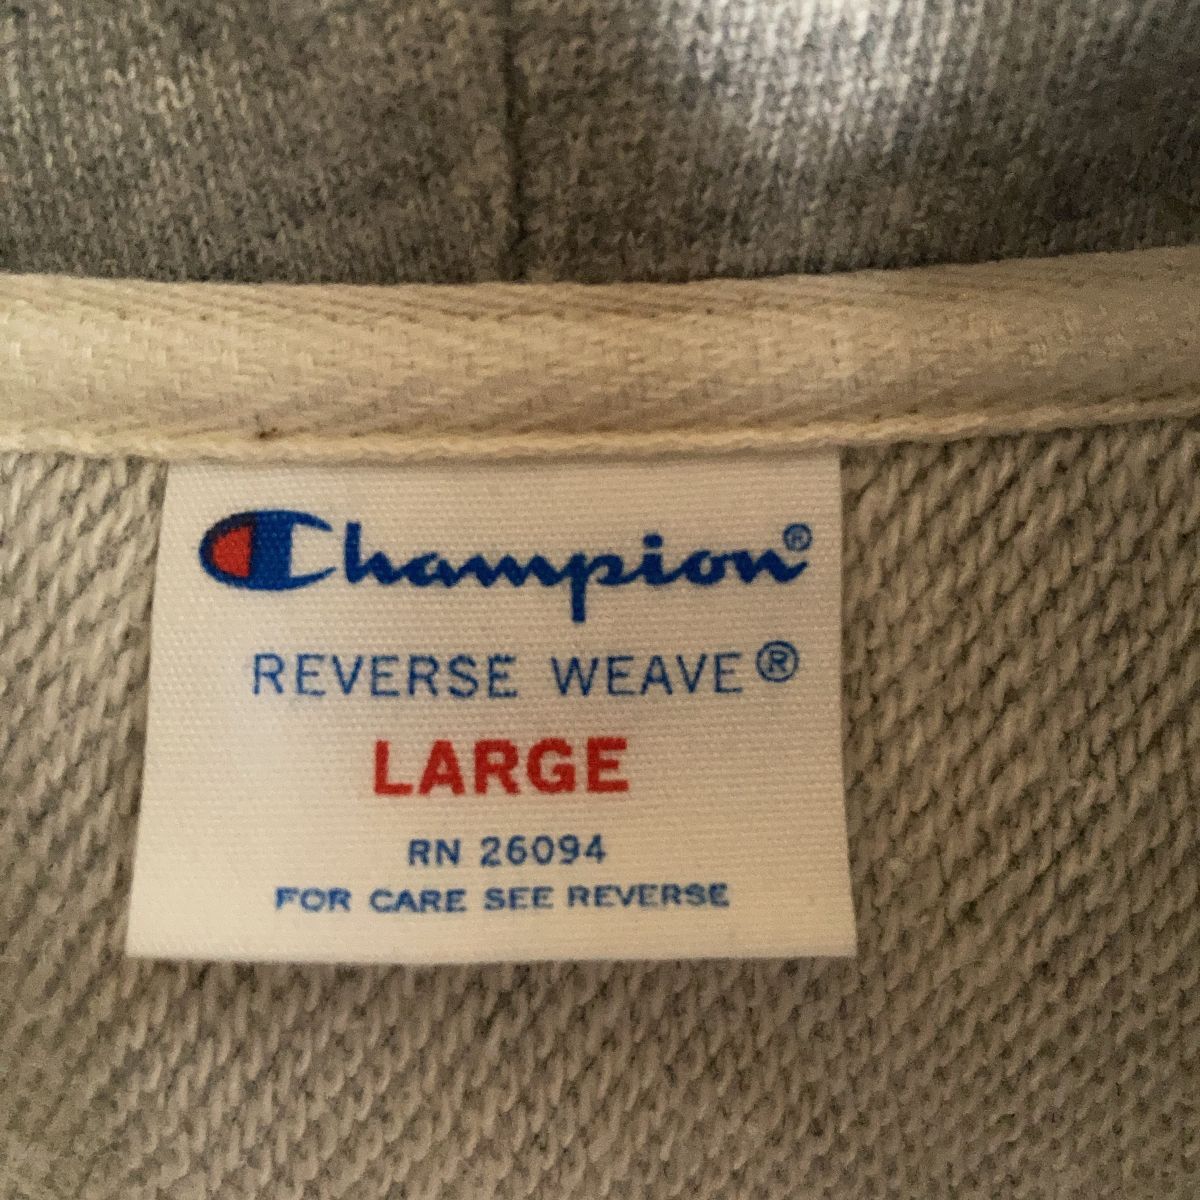 Champion®
REVERSE WEAVE®
LARGE
RN 26094
FOR CARE SEE REVERSE